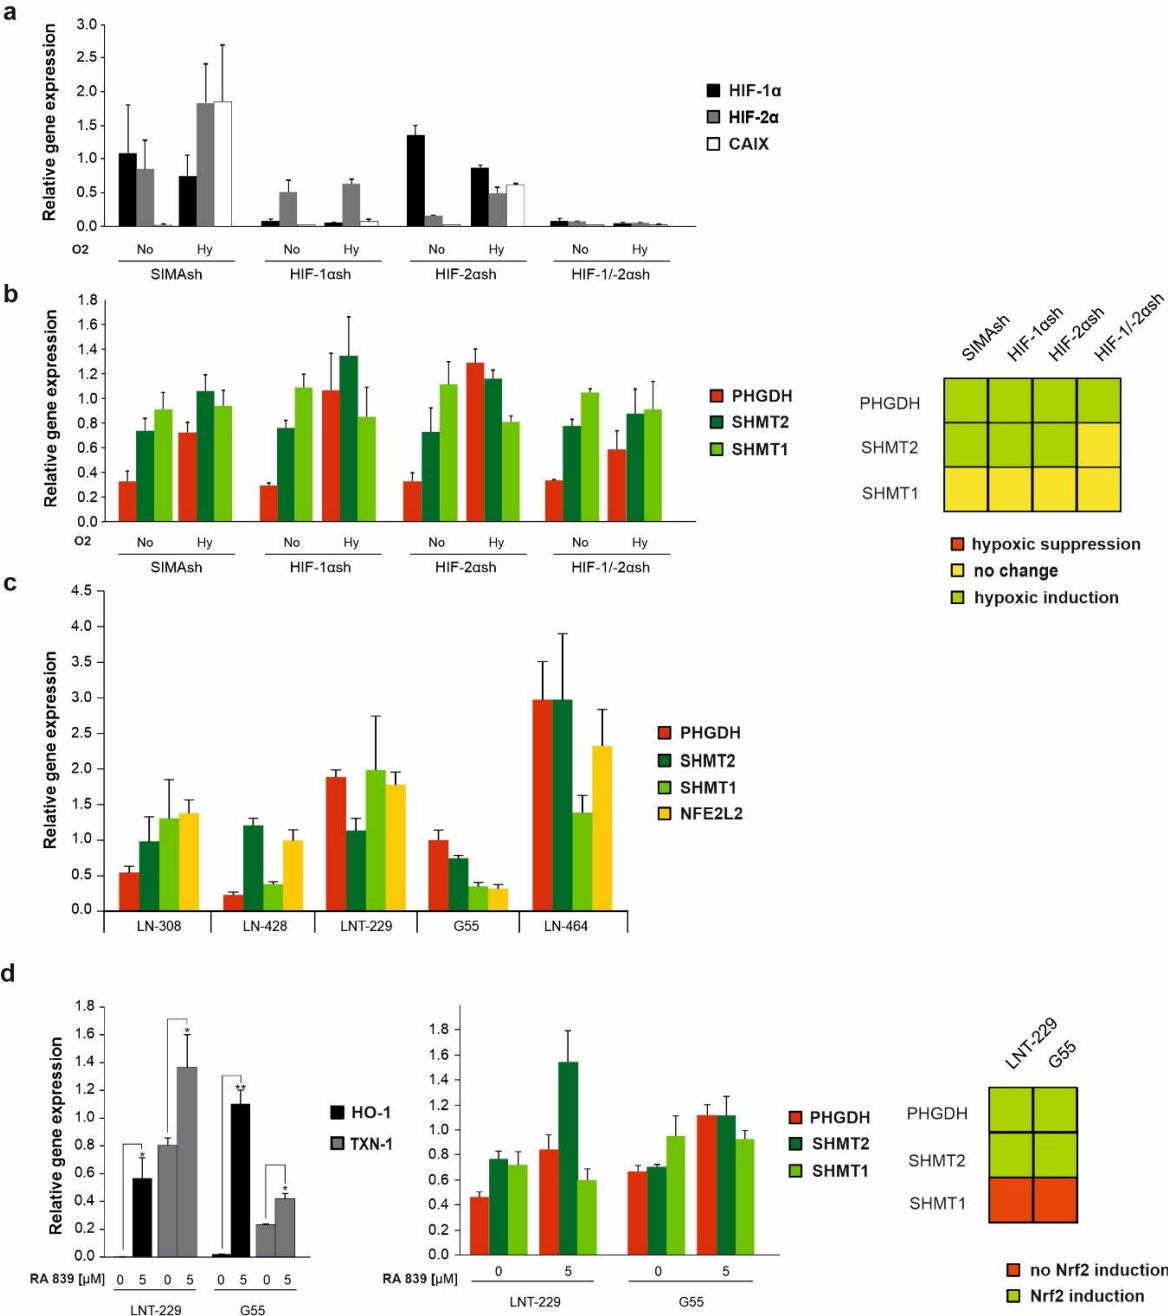 a
Relative gene expression
3.0
2.5
2.0
1.5
1.0
0.5
0.0
HIF-1α
HIF-2α
CAIX
O2 No Hy No Hy No Hy No Hy
SIMAsh HIF-1αsh HIF-2αsh HIF-1/-2αsh
b
Relative gene expression
1.8
1.6
1.4
1.2
1.0
0.8
0.6
0.4
0.2
0.0
PHGDH
SHMT2
SHMT1
O2 No Hy No Hy No Hy No Hy
SIMAsh HIF-1αsh HIF-2αsh HIF-1/-2αsh
SIMAsh HIF-1αsh HIF-2αsh HIF-1/-2αsh
PHGDH
SHMT2
SHMT1
hypoxic suppression
no change
hypoxic induction
c
Relative gene expression
4.5
4.0
3.5
3.0
2.5
2.0
1.5
1.0
0.5
0.0
PHGDH
SHMT2
SHMT1
NFE2L2
LN-308 LN-428 LNT-229 G55 LN-464
d
Relative gene expression
1.8
1.6
1.4
1.2
1.0
0.8
0.6
0.4
0.2
0.0
* * ** *
HO-1
TXN-1
RA 839 [µM] 0 5 0 5 0 5 0 5
LNT-229 G55
1.8
1.6
1.4
1.2
1.0
0.8
0.6
0.4
0.2
0.0
PHGDH
SHMT2
SHMT1
RA 839 [µM] 0 5 0 5
LNT-229 G55
LNT-229 G55
PHGDH
SHMT2
SHMT1
no Nrf2 induction
Nrf2 induction